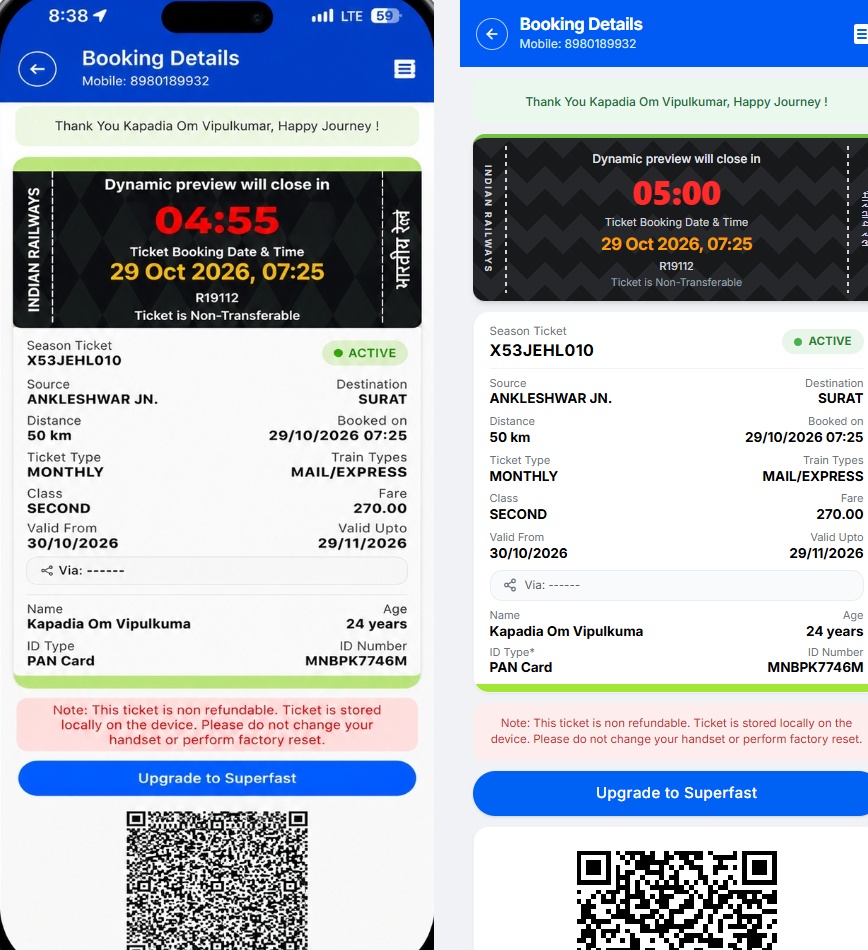 8:38
LTE
59
Booking Details
Mobile: 8980189932
Thank You Kapadia Om Vipulkumar, Happy Journey !
INDIAN RAILWAYS
Dynamic preview will close in
04:55
Ticket Booking Date & Time
29 Oct 2026, 07:25
R19112
Ticket is Non-Transferable
भारतीय रेलवे
Season Ticket
X53JEHL010
ACTIVE
Source Destination
ANKLESHWAR JN. SURAT
Distance Booked on
50 km 29/10/2026 07:25
Ticket Type Train Types
MONTHLY MAIL/EXPRESS
Class Fare
SECOND 270.00
Valid From Valid Upto
30/10/2026 29/11/2026
Via: ------
Name Age
Kapadia Om Vipulkuma 24 years
ID Type ID Number
PAN Card MNBPK7746M
Note: This ticket is non refundable. Ticket is stored
locally on the device. Please do not change your
handset or perform factory reset.
Upgrade to Superfast
Booking Details
Mobile: 8980189932
Thank You Kapadia Om Vipulkumar, Happy Journey !
INDIAN RAILWAYS
Dynamic preview will close in
05:00
Ticket Booking Date & Time
29 Oct 2026, 07:25
R19112
Ticket is Non-Transferable
Season Ticket
X53JEHL010
ACTIVE
Source Destination
ANKLESHWAR JN. SURAT
Distance Booked on
50 km 29/10/2026 07:25
Ticket Type Train Types
MONTHLY MAIL/EXPRESS
Class Fare
SECOND 270.00
Valid From Valid Upto
30/10/2026 29/11/2026
Via: ------
Name Age
Kapadia Om Vipulkuma 24 years
ID Type* ID Number
PAN Card MNBPK7746M
Note: This ticket is non refundable. Ticket is stored locally on the
device. Please do not change your handset or perform factory reset.
Upgrade to Superfast